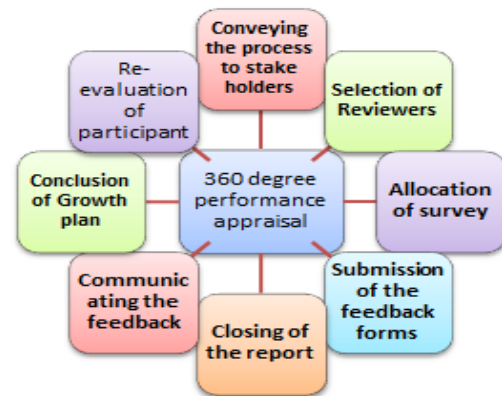 Conveying
the process
to stake
holders
Selection of
Reviewers
Allocation
of survey
Submission
of the
feedback
forms
Closing of
the report
Communic
ating the
feedback
Conclusion
of Growth
plan
Re-
evaluation
of
participant
360 degree
performance
appraisal